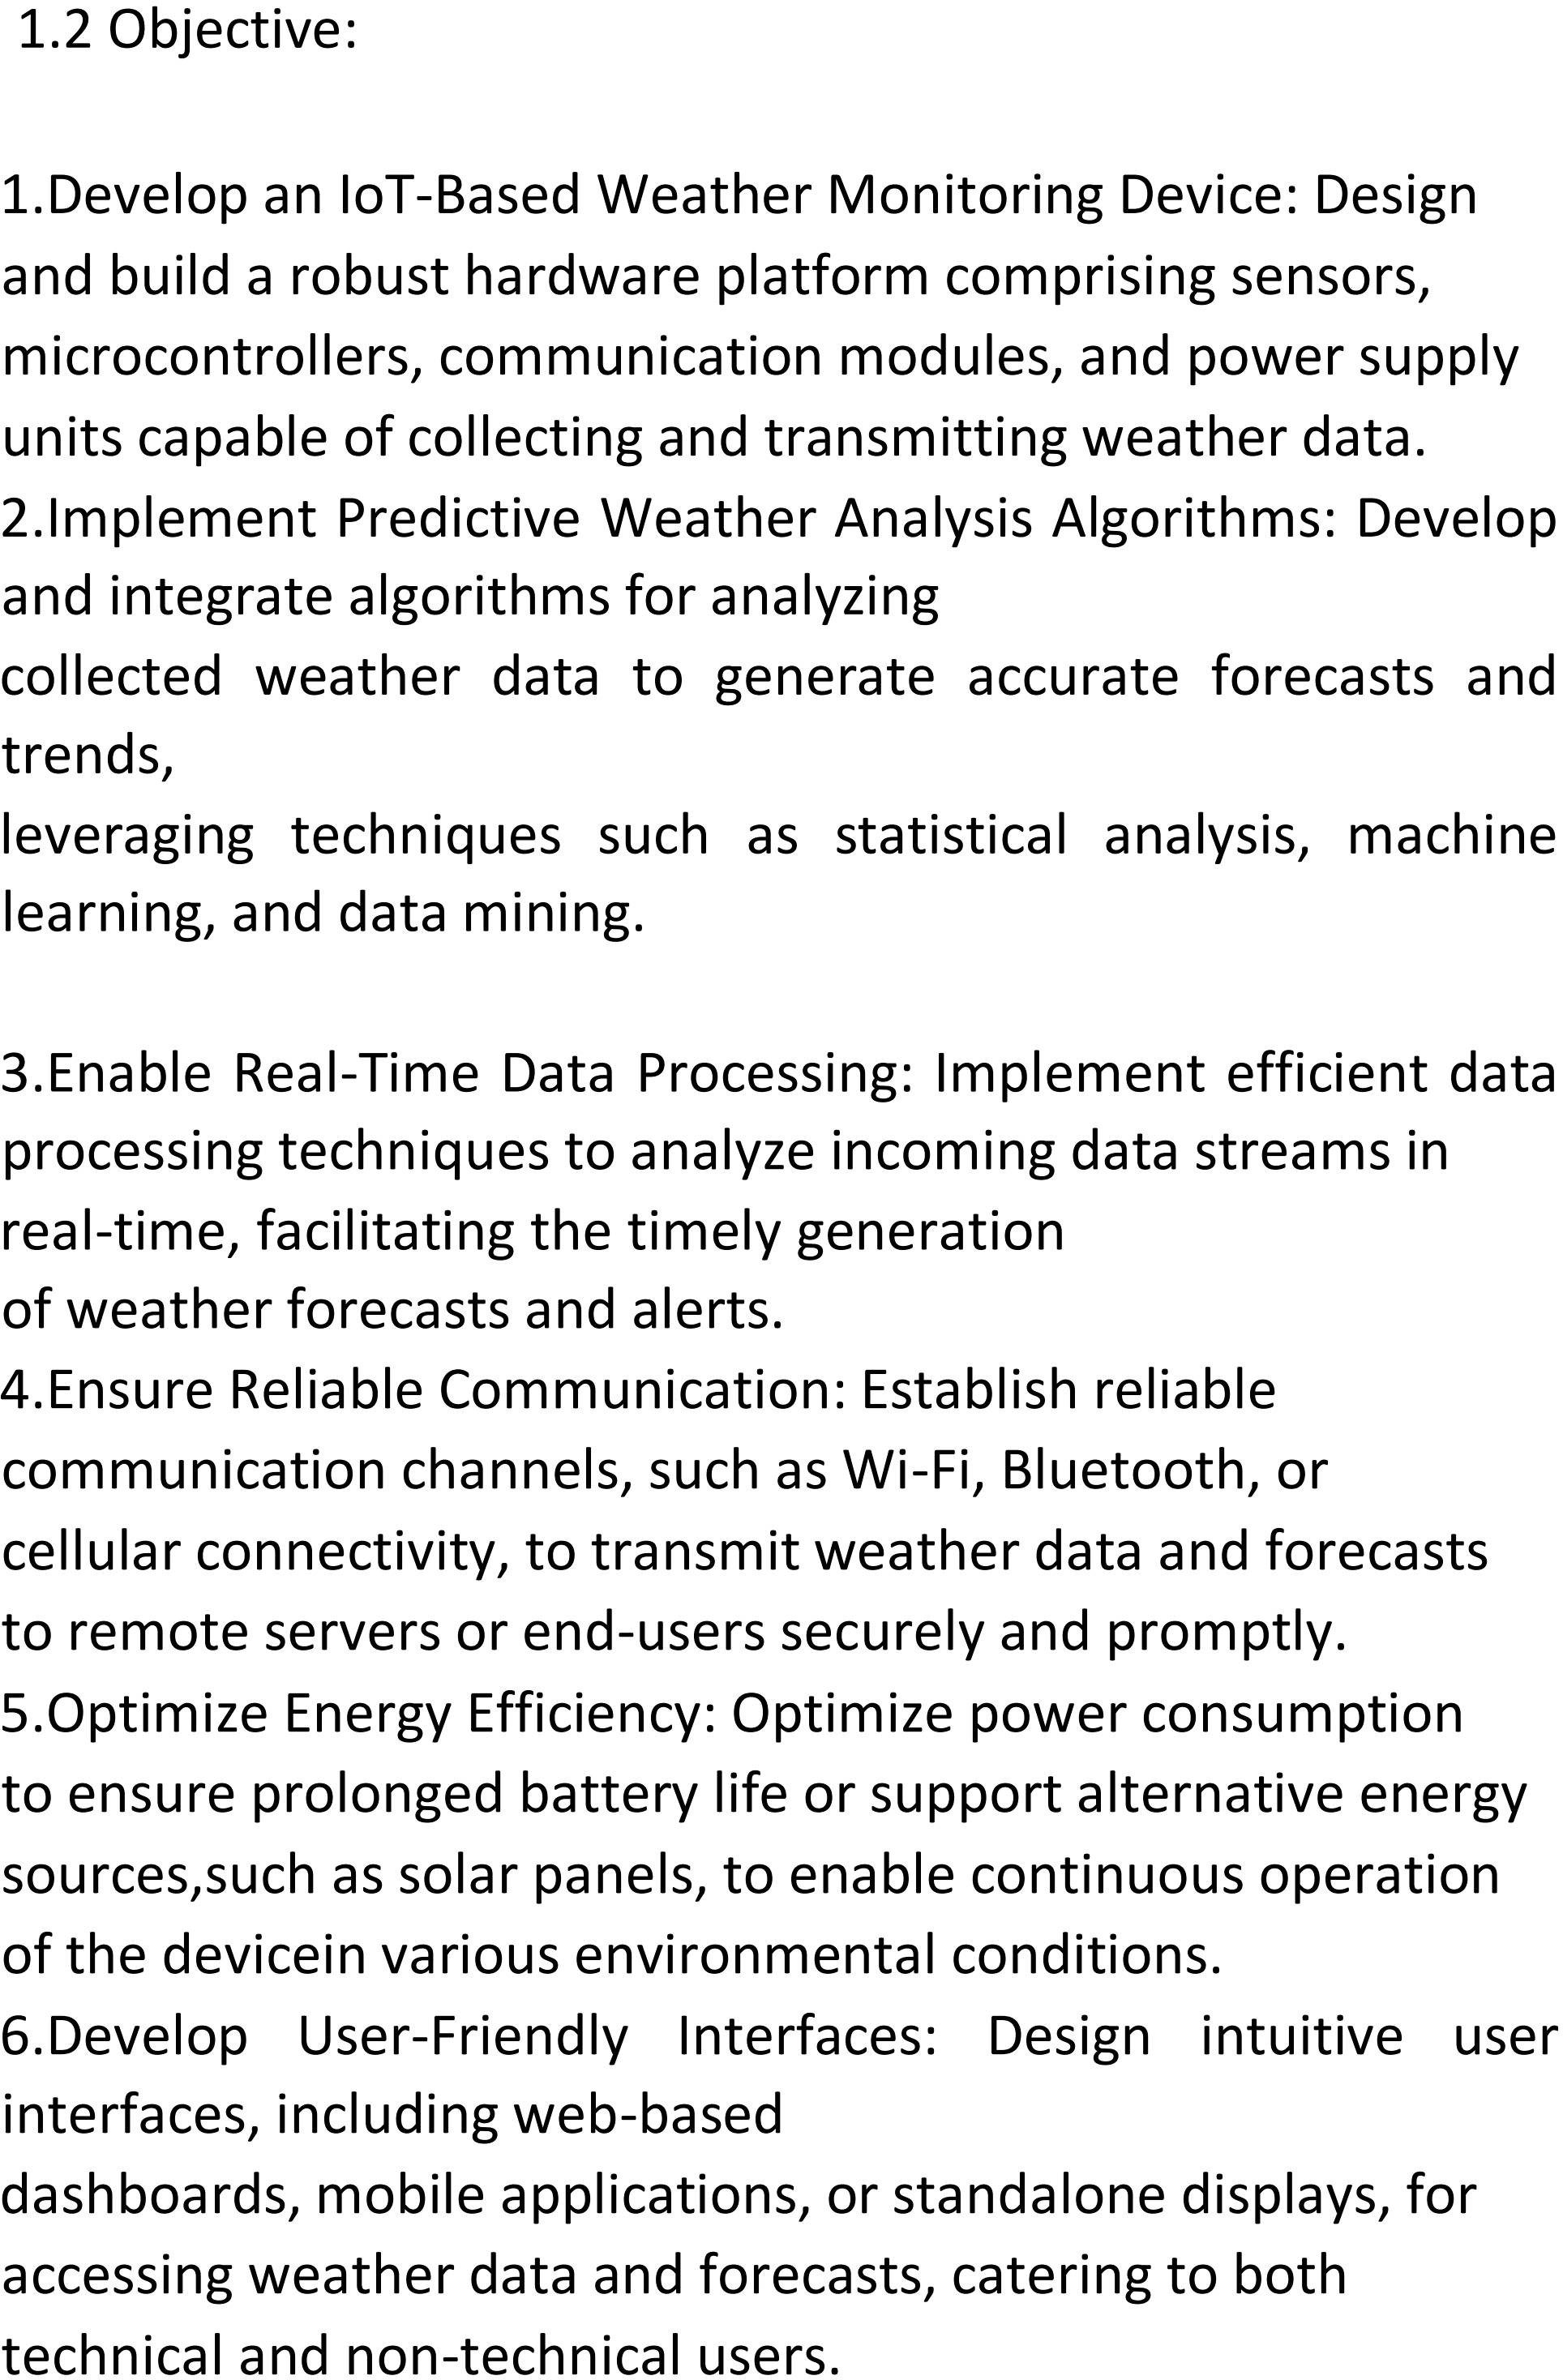 1.2 Objective:
1.Develop an IoT-Based Weather Monitoring Device: Design
and build a robust hardware platform comprising sensors,
microcontrollers, communication modules, and power supply
units capable of collecting and transmitting weather data.
2.Implement Predictive Weather Analysis Algorithms: Develop
and integrate algorithms for analyzing
collected weather data to generate accurate forecasts and
trends,
leveraging techniques such as statistical analysis, machine
learning, and data mining.
3.Enable Real-Time Data Processing: Implement efficient data
processing techniques to analyze incoming data streams in
real-time, facilitating the timely generation
of weather forecasts and alerts.
4.Ensure Reliable Communication: Establish reliable
communication channels, such as Wi-Fi, Bluetooth, or
cellular connectivity, to transmit weather data and forecasts
to remote servers or end-users securely and promptly.
5.Optimize Energy Efficiency: Optimize power consumption
to ensure prolonged battery life or support alternative energy
sources,such as solar panels, to enable continuous operation
of the devicein various environmental conditions.
6.Develop User-Friendly Interfaces: Design intuitive user
interfaces, including web-based
dashboards, mobile applications, or standalone displays, for
accessing weather data and forecasts, catering to both
technical and non-technical users.